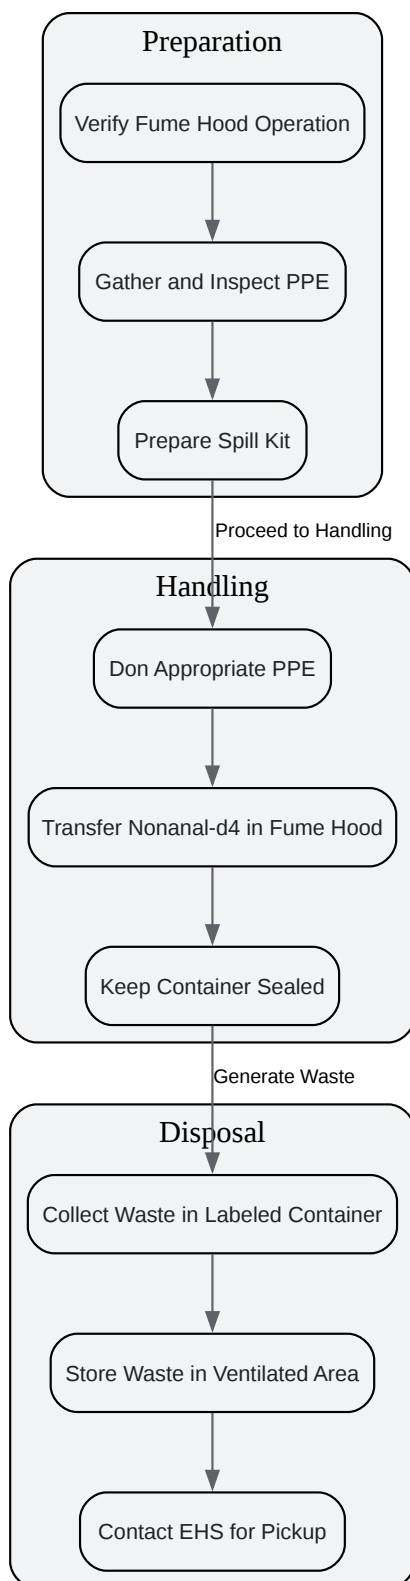 Preparation
Verify Fume Hood Operation
Gather and Inspect PPE
Prepare Spill Kit
Proceed to Handling
Handling
Don Appropriate PPE
Transfer Nonanal-d4 in Fume Hood
Keep Container Sealed
Generate Waste
Disposal
Collect Waste in Labeled Container
Store Waste in Ventilated Area
Contact EHS for Pickup